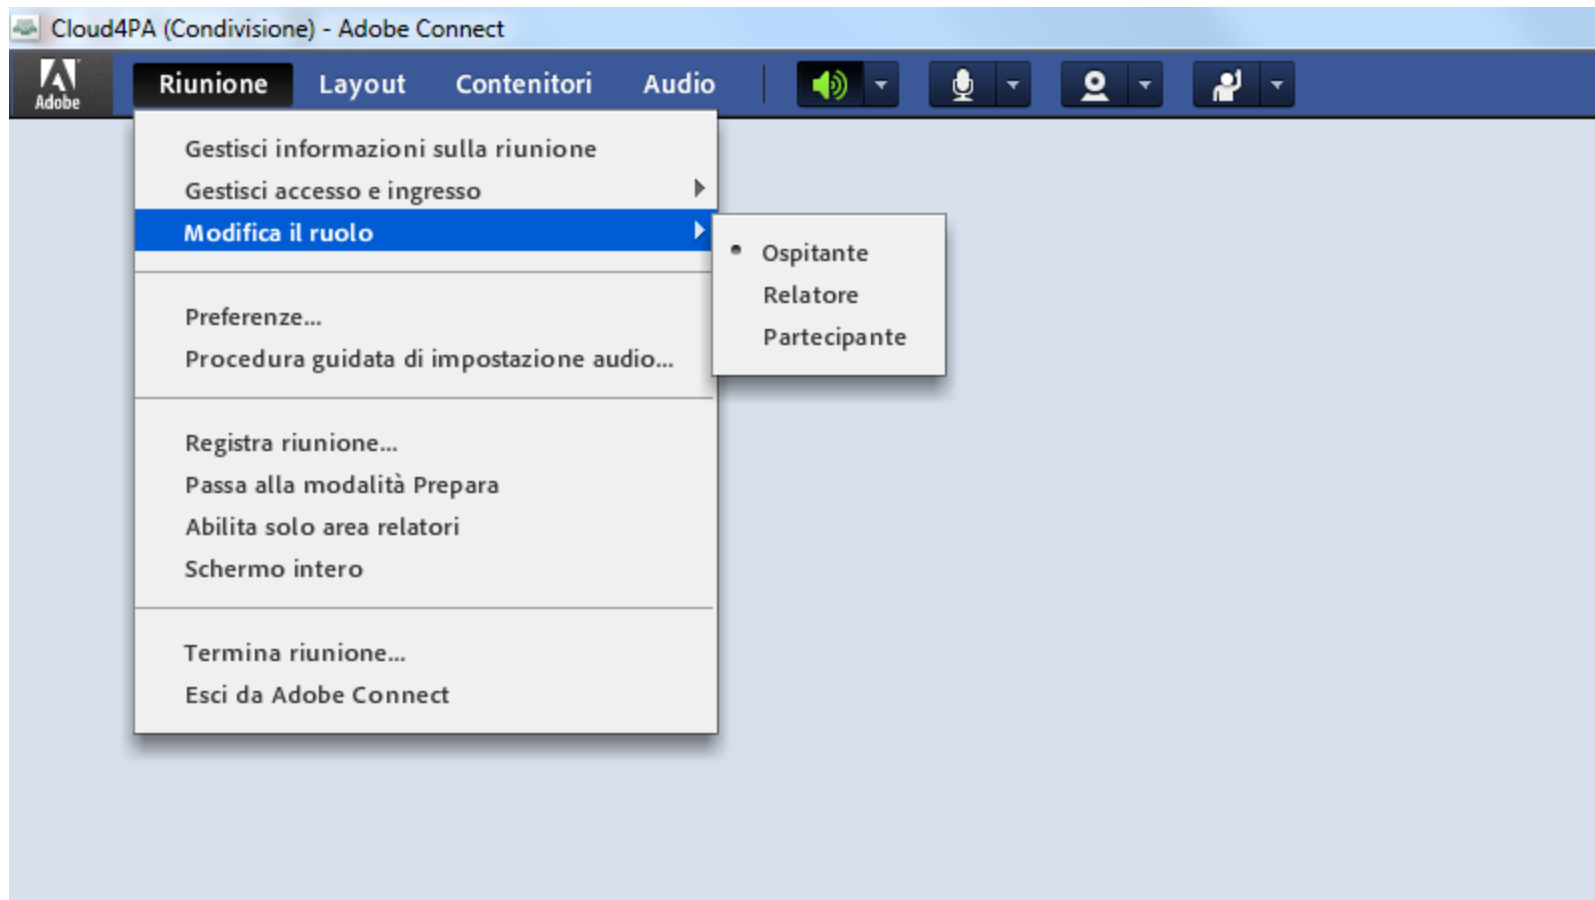 Cloud4PA (Condivisione) - Adobe Connect
Adobe
Riunione Layout Contenitori Audio
Gestisci informazioni sulla riunione
Gestisci accesso e ingresso
Modifica il ruolo
Ospitante
Relatore
Partecipante
Preferenze...
Procedura guidata di impostazione audio...
Registra riunione...
Passa alla modalità Prepara
Abilita solo area relatori
Schermo intero
Termina riunione...
Esci da Adobe Connect